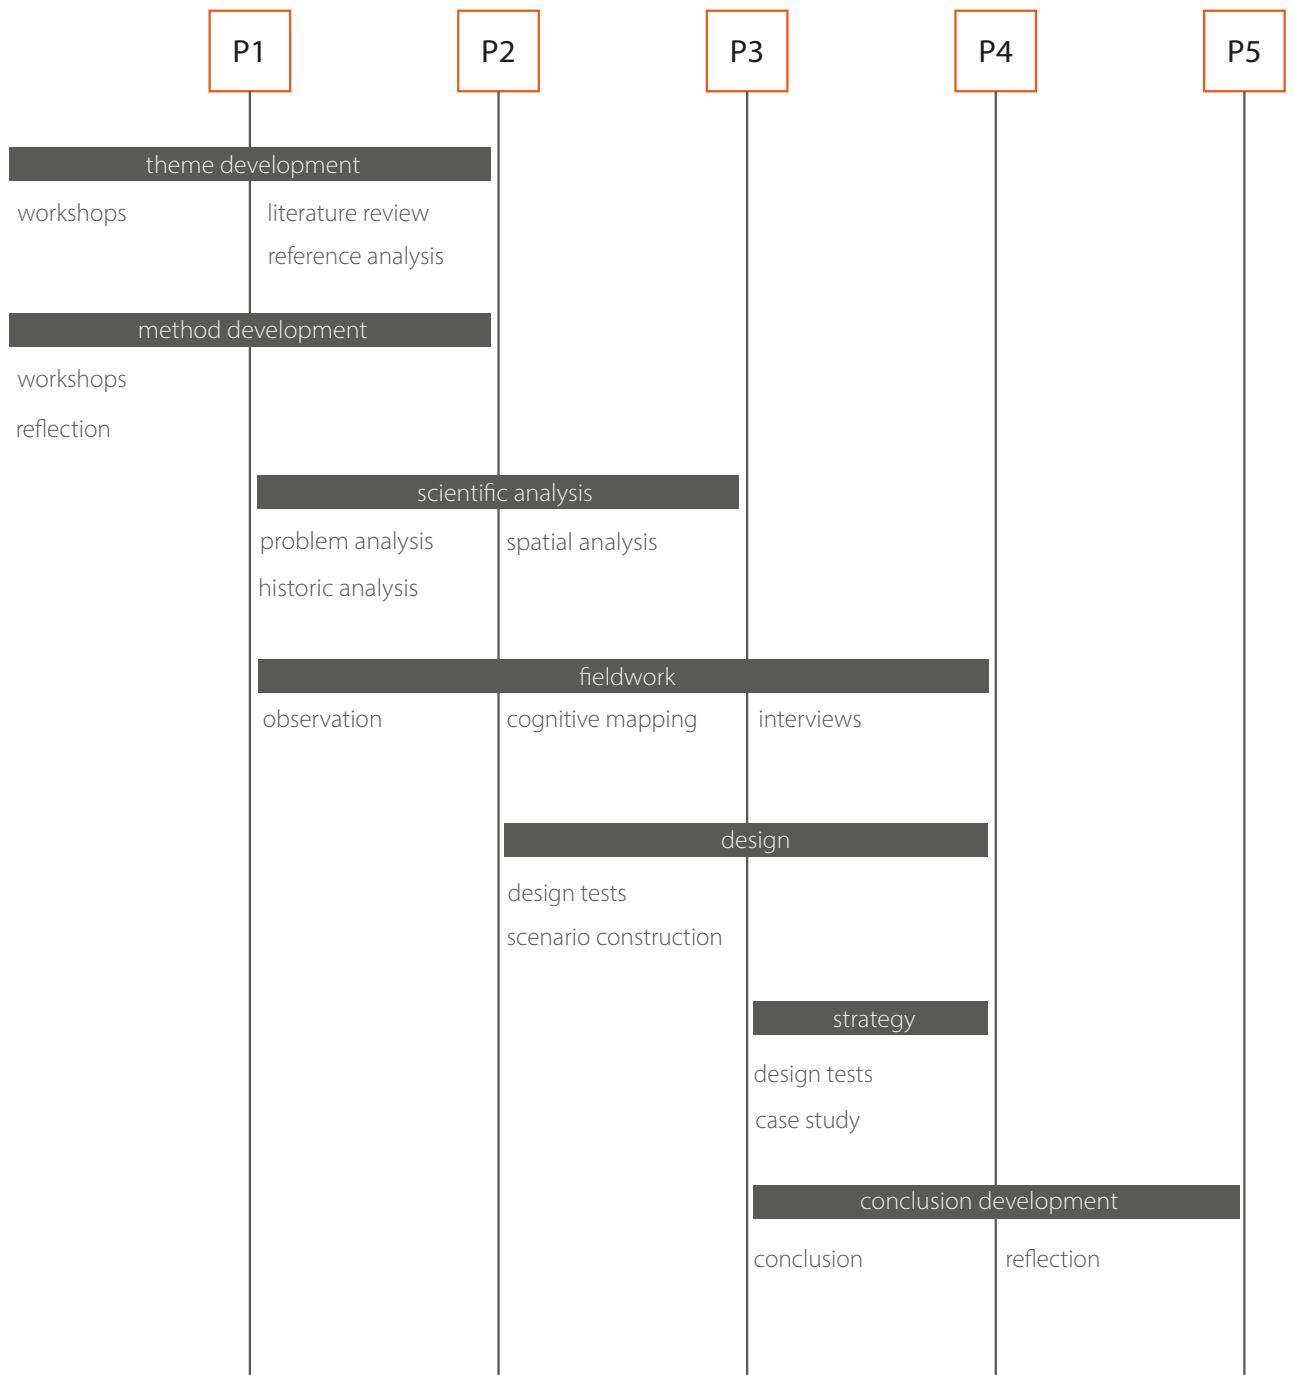 P1 P2 P3 P4 P5
theme development
workshops literature review
reference analysis
method development
workshops
reflection
scientific analysis
problem analysis spatial analysis
historic analysis
fieldwork
observation cognitive mapping interviews
design
design tests
scenario construction
strategy
design tests
case study
conclusion development
conclusion reflection